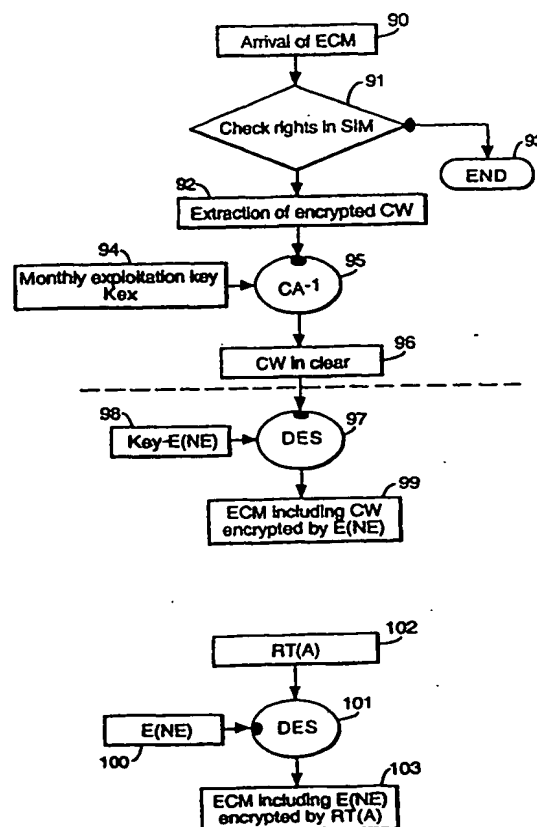 90
Arrival of ECM
91
Check rights in SIM
93
END
92
Extraction of encrypted CW
94
Monthly exploitation key
Kex
95
CA-1
96
CW in clear
98
Key-E(NE)
97
DES
99
ECM including CW
encrypted by E(NE)
102
RT(A)
101
E(NE)
DES
100
103
ECM including E(NE)
encrypted by RT(A)